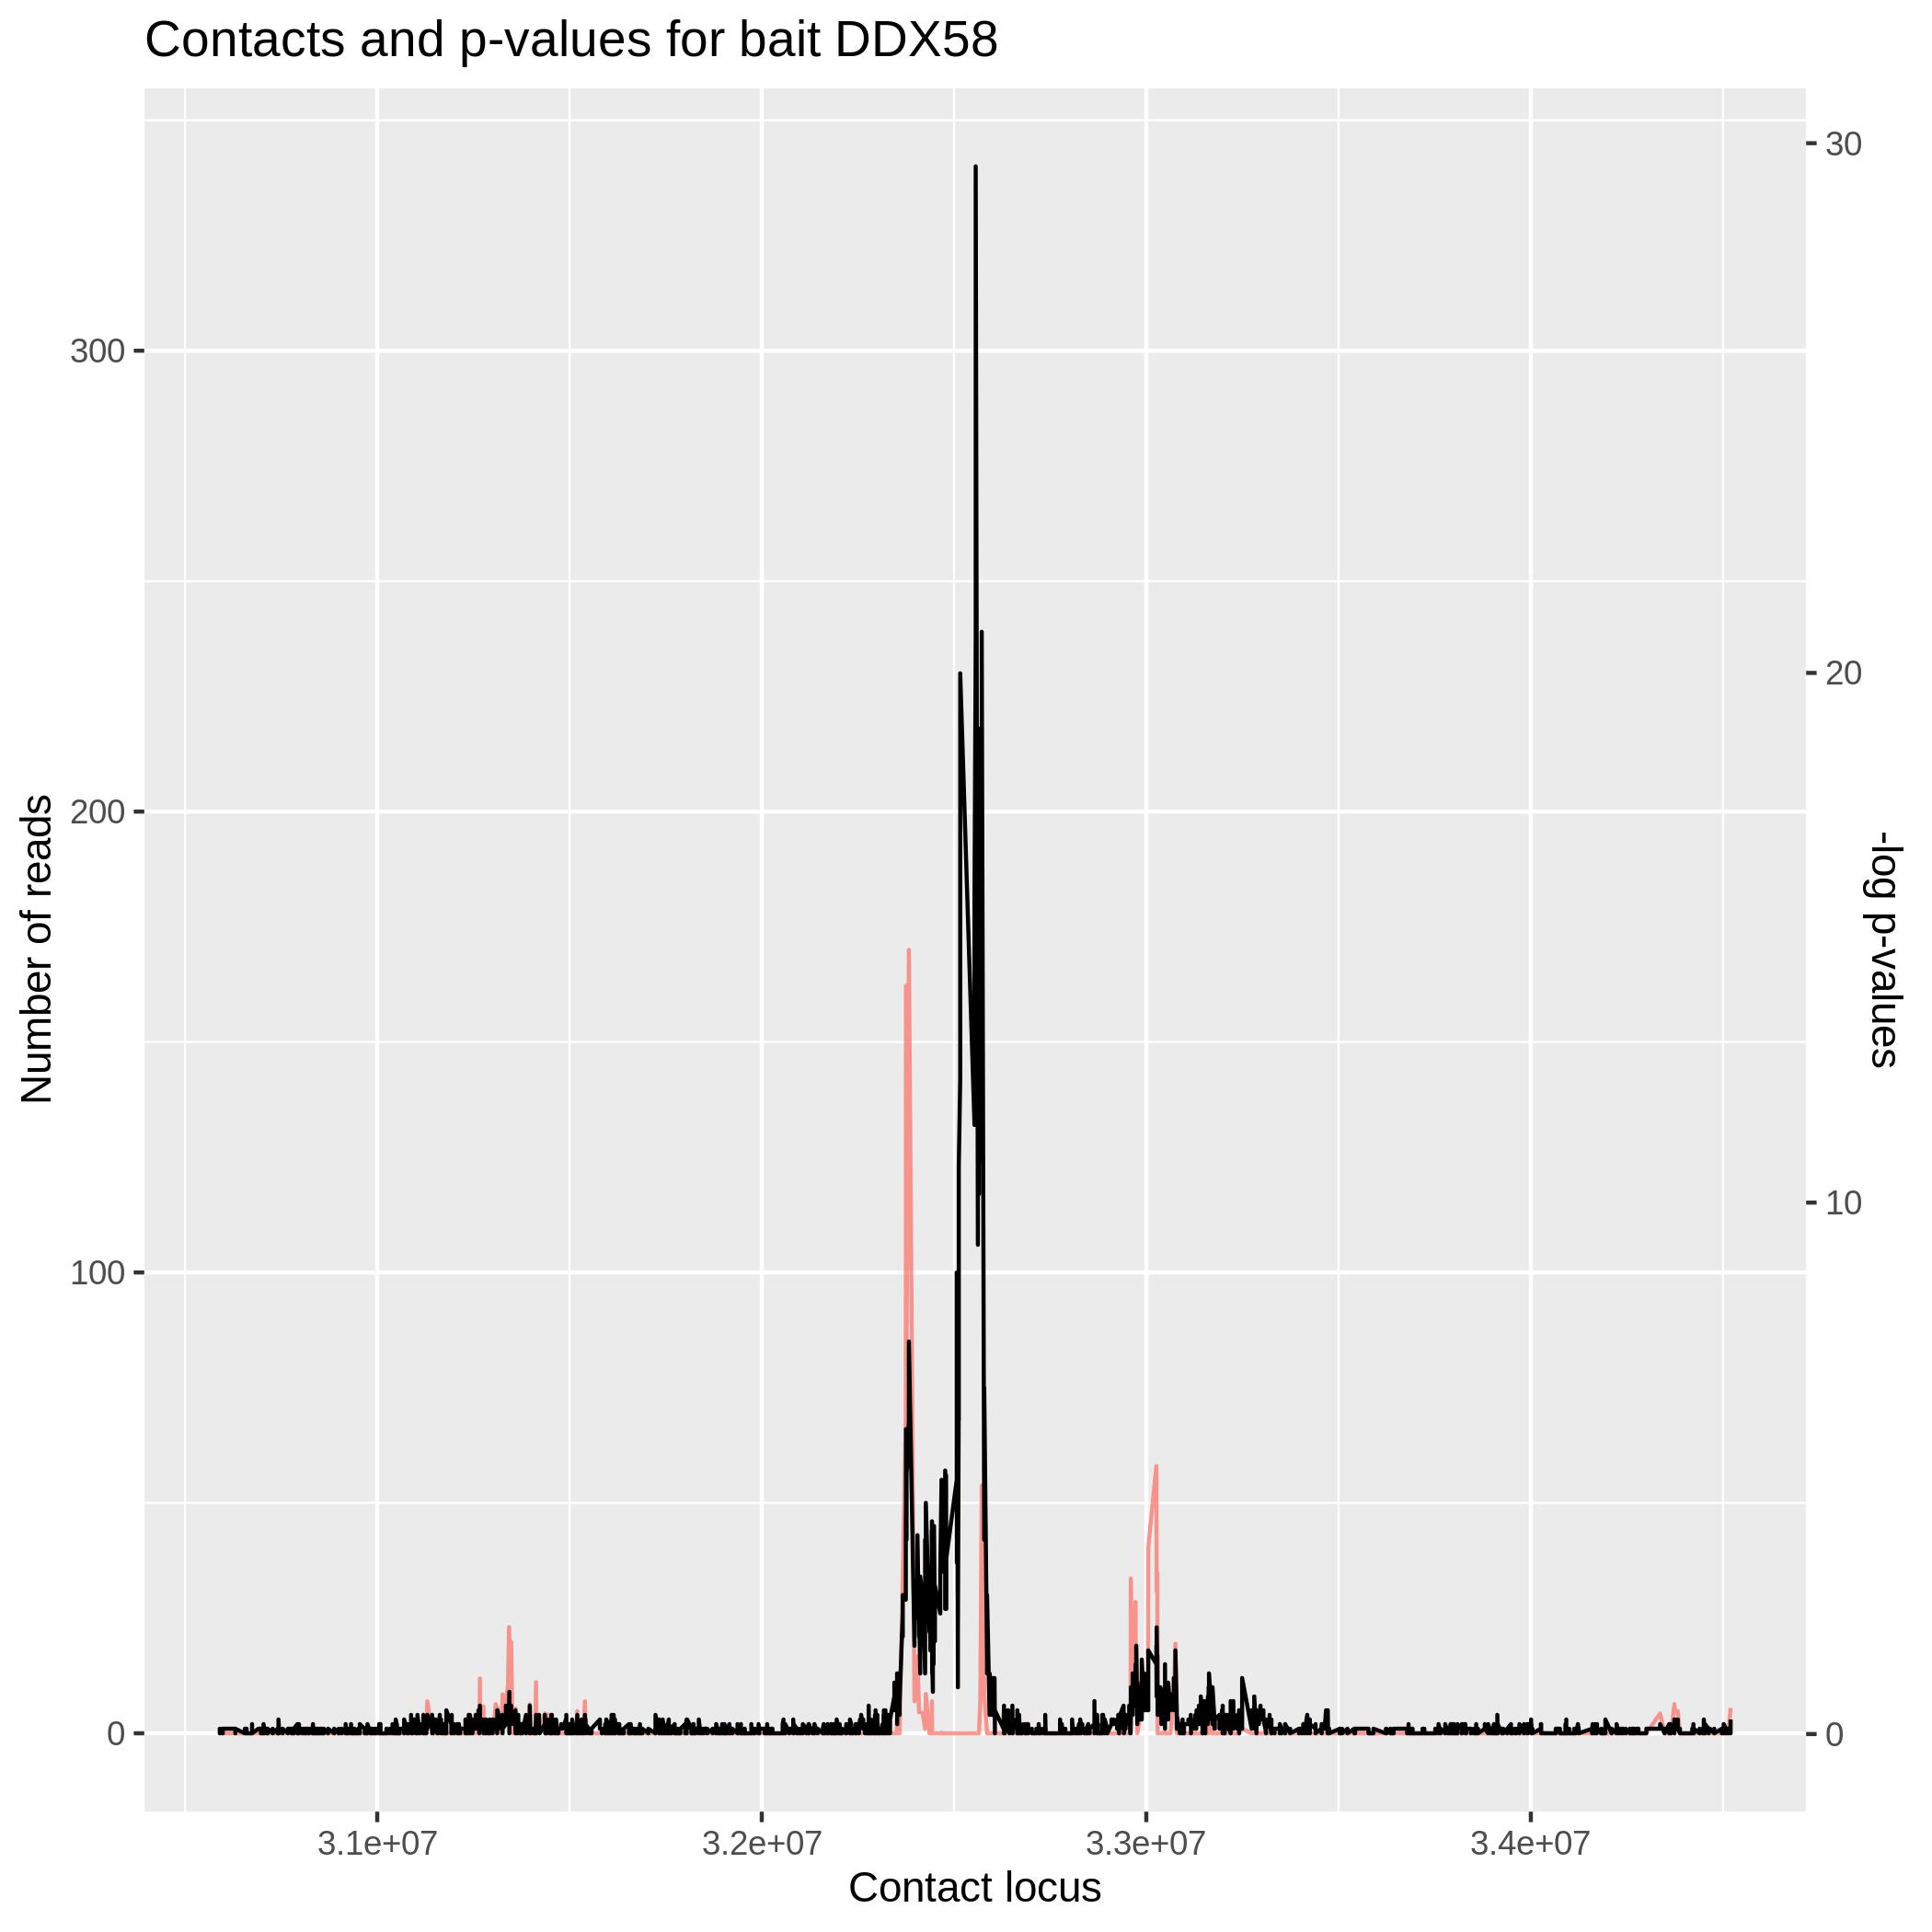 Contacts and p-values for bait DDX58
Number of reads
300
200
100
0
30
20
10
0
-log p-values
3.1e+07
3.2e+07
3.3e+07
3.4e+07
Contact locus